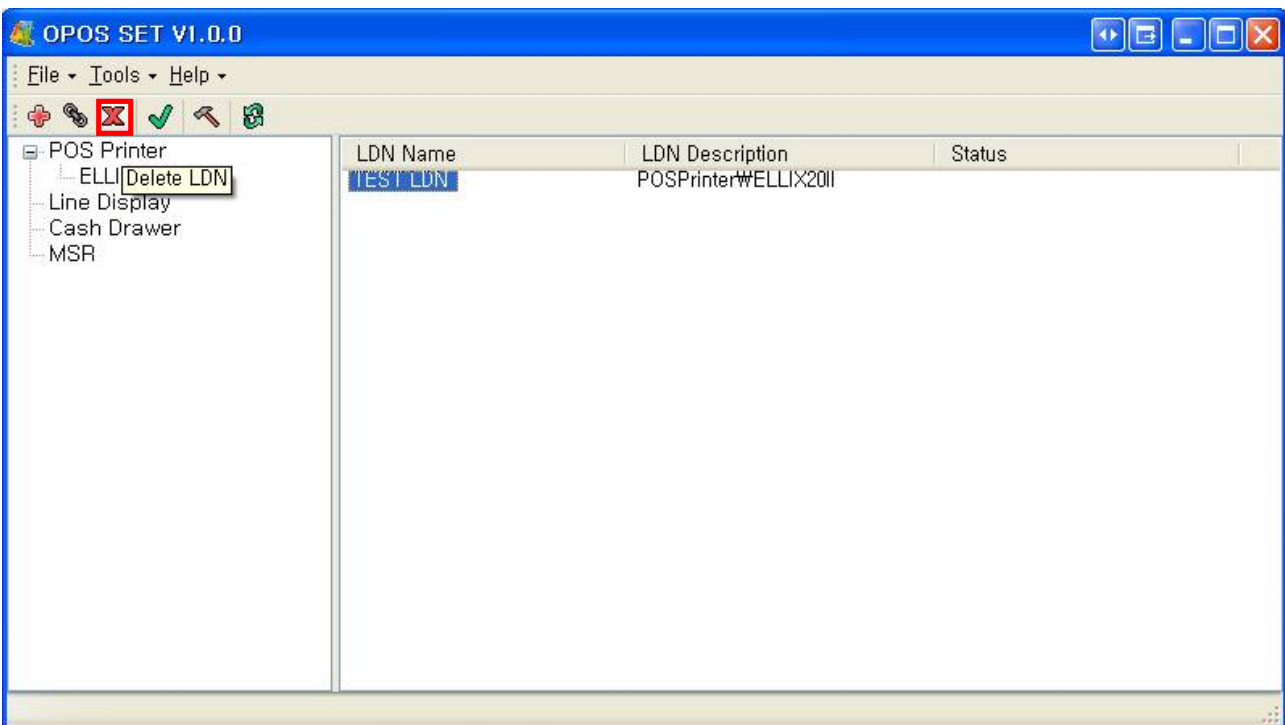 OPOS SET V1.0.0
File Tools Help
POS Printer
ELLI
Delete LDN
Line Display
Cash Drawer
MSR
LDN Name LDN Description Status
TEST LDN POSPrinter₩ELLIX20II